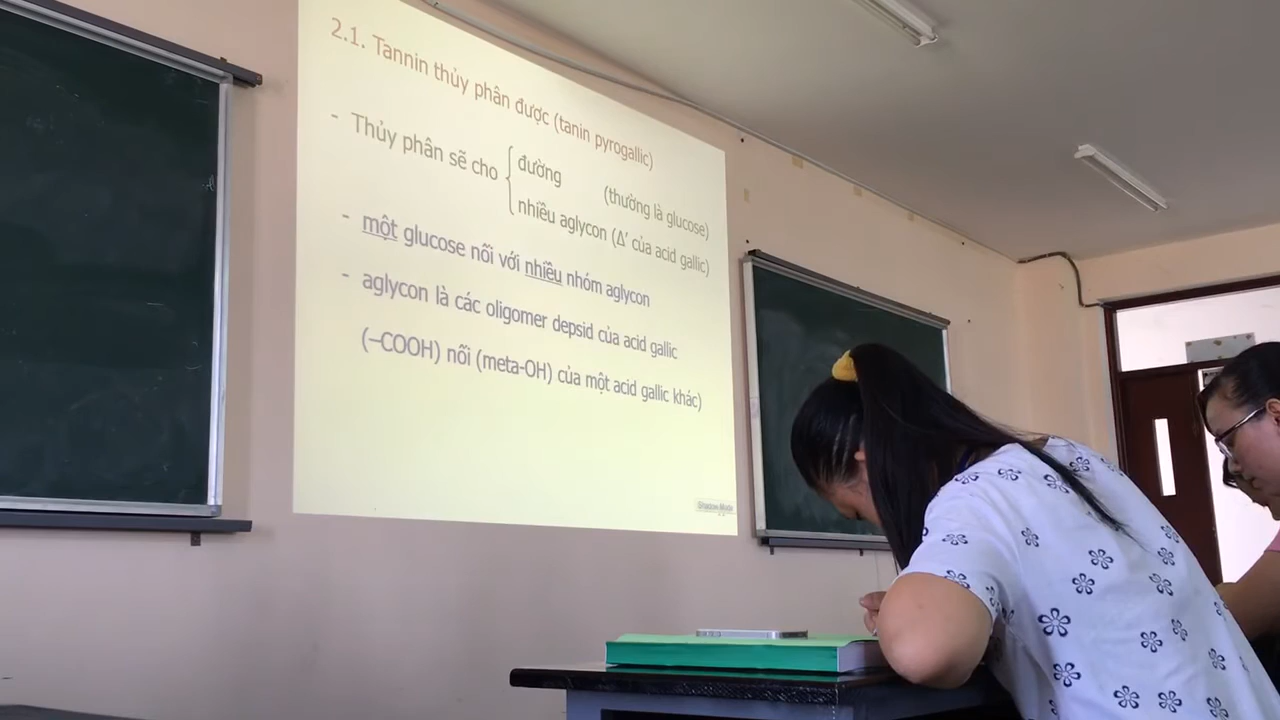 2.1. Tannin thủy phân được (tanin pyrogallic)
- Thủy phân sẽ cho { đường (thường là glucose)
nhiều aglycon (Δ’ của acid gallic)
- một glucose nối với nhiều nhóm aglycon
- aglycon là các oligomer depsid của acid gallic
(–COOH) nối (meta-OH) của một acid gallic khác)